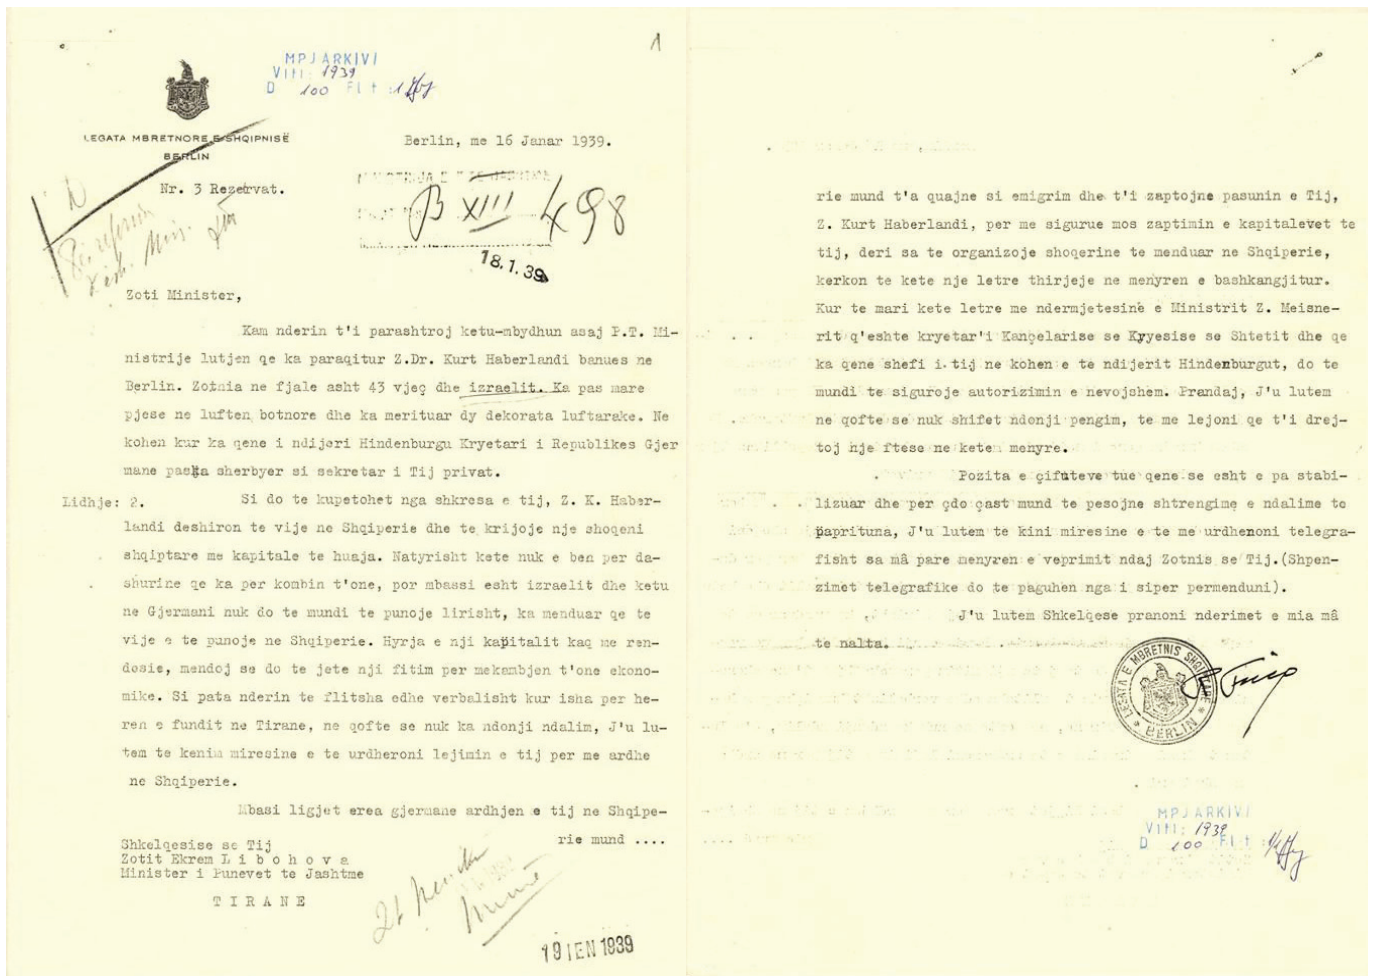 1
MPJ ARKIVI
Viti: 1939
D 100 Fl t :1
LEGATA MBRETNORE E SHQIPNISË
BERLIN
Berlin, me 16 Janar 1939.
Nr. 3 Rezervat.
B XIII 498
18.1.39
Zoti Minister,
Kam nderin t'i parashtroj ketu-mbydhun asaj P.T. Mi-
nistrije lutjen qe ka paraqitur Z.Dr. Kurt Haberlandi banues ne
Berlin. Zotnia ne fjale asht 43 vjeç dhe izraelit. Ka pas mare
pjese ne luften botnore dhe ka merituar dy dekorata luftarake. Ne
kohen kur ka qene i ndijeri Hindenburgu Kryetari i Republikes Gjer
mane paska sherbyer si sekretar i Tij privat.
Lidhje: 2. Si do te kupetohet nga shkresa e tij, Z. K. Haber-
landi deshiron te vije ne Shqiperie dhe te krijoje nje shoqeni
shqiptare me kapitale te huaja. Natyrisht kete nuk e ben per da-
shurine qe ka per kombin t'one, por mbassi esht izraelit dhe ketu
ne Gjermani nuk do te mundi te punoje lirisht, ka menduar qe te
vije e te punoje ne Shqiperie. Hyrja e nji kapitalit kaq me ren-
dosie, mendoj se do te jete nji fitim per mekambjen t'one ekono-
mike. Si pata nderin te flitsha edhe verbalisht kur isha per he-
ren e fundit ne Tirane, ne qofte se nuk ka ndonji ndalim, J'u lu-
tem te kenim miresine e te urdheroni lejimin e tij per me ardhe
ne Shqiperie.
Mbasi ligjet erea gjermane ardhjen e tij ne Shqipe-
rie mund ....
Shkelqesise se Tij
Zotit Ekrem L i b o h o v a
Minister i Punevet te Jashtme
T I R A N E
19 IEN 1939
rie mund t'a quajne si emigrim dhe t'i zaptojne pasunin e Tij,
Z. Kurt Haberlandi, per me sigurue mos zaptimin e kapitalevet te
tij, deri sa te organizoje shoqerine te menduar ne Shqiperie,
kerkon te kete nje letre thirjeje ne menyren e bashkangjitur.
Kur te mari kete letre me ndermjetesine e Ministrit Z. Meisne-
rit q'eshte kryetar'i Kançelarise se Kryesise se Shtetit dhe qe
ka qene shefi i tij ne kohen e te ndijerit Hindenburgut, do te
mundi te siguroje autorizimin e nevojshem. Prandaj, J'u lutem
ne qofte se nuk shifet ndonji pengim, te me lejoni qe t'i drej-
toj nje ftese ne kete menyre.
Pozita e çifuteve tue qene se esht e pa stabi-
lizuar dhe per çdo çast mund te pesojne shtrengime e ndalime te
paprituna, J'u lutem te kini miresine e te me urdhenoni telegra-
fisht sa mâ pare menyren e veprimit ndaj Zotnis se Tij.(Shpen-
zimet telegrafike do te paguhen nga i siper permenduni).
J'u lutem Shkelqese pranoni nderimet e mia mâ
te nalta.
LEGATA E MBRETNIS SHQIPTARE
* BERLIN *
MPJ ARKIVI
Viti: 1939
D 100 Fl t :1/1